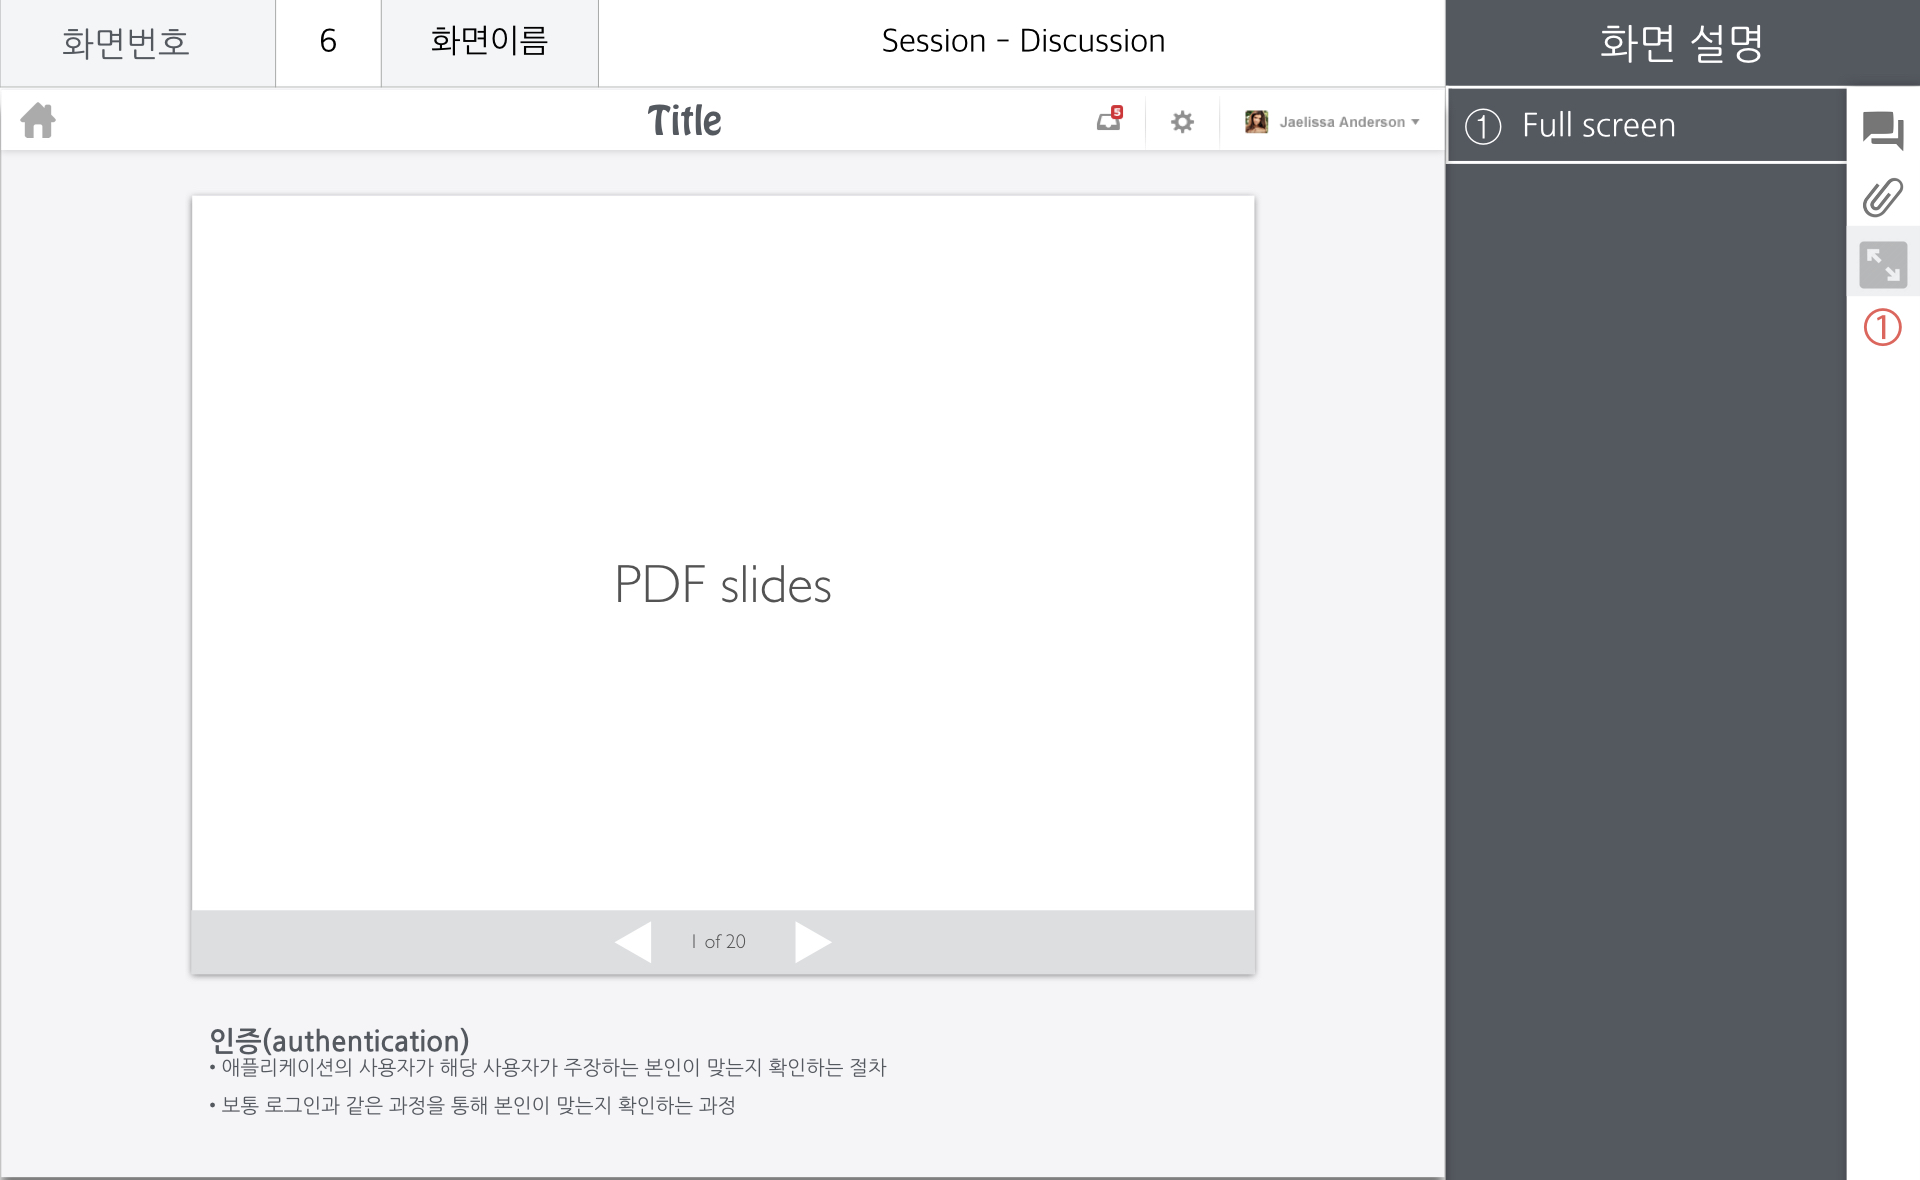 화면번호
6
화면이름
Session - Discussion
화면 설명
Title
5
Jaelissa Anderson
① Full screen
①
PDF slides
1 of 20
인증(authentication)
• 애플리케이션의 사용자가 해당 사용자가 주장하는 본인이 맞는지 확인하는 절차
• 보통 로그인과 같은 과정을 통해 본인이 맞는지 확인하는 과정